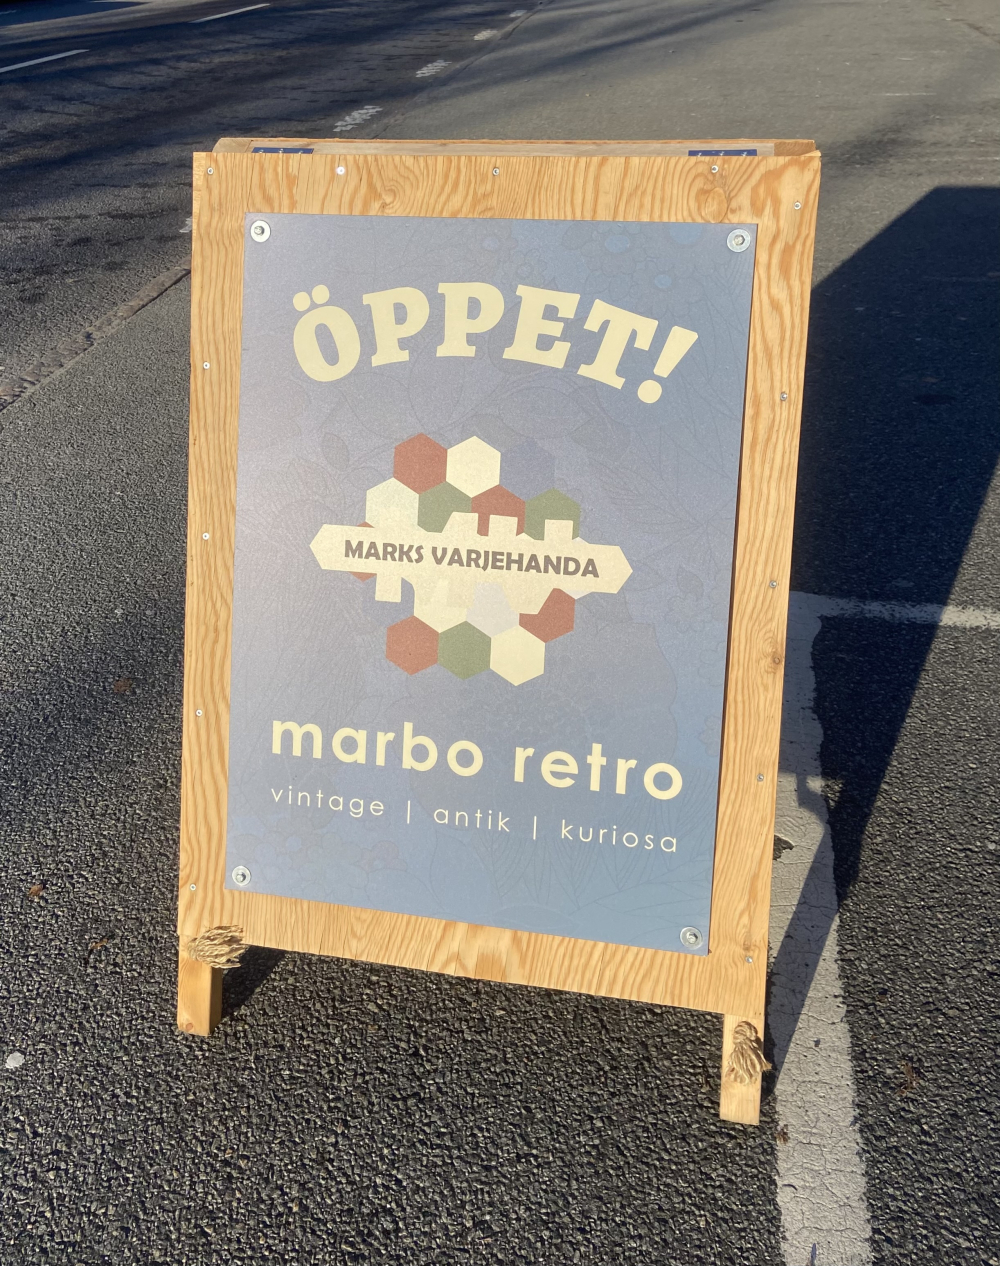 ÖPPET!
MARKS VARJEHANDA
marbo retro
vintage | antik | kuriosa